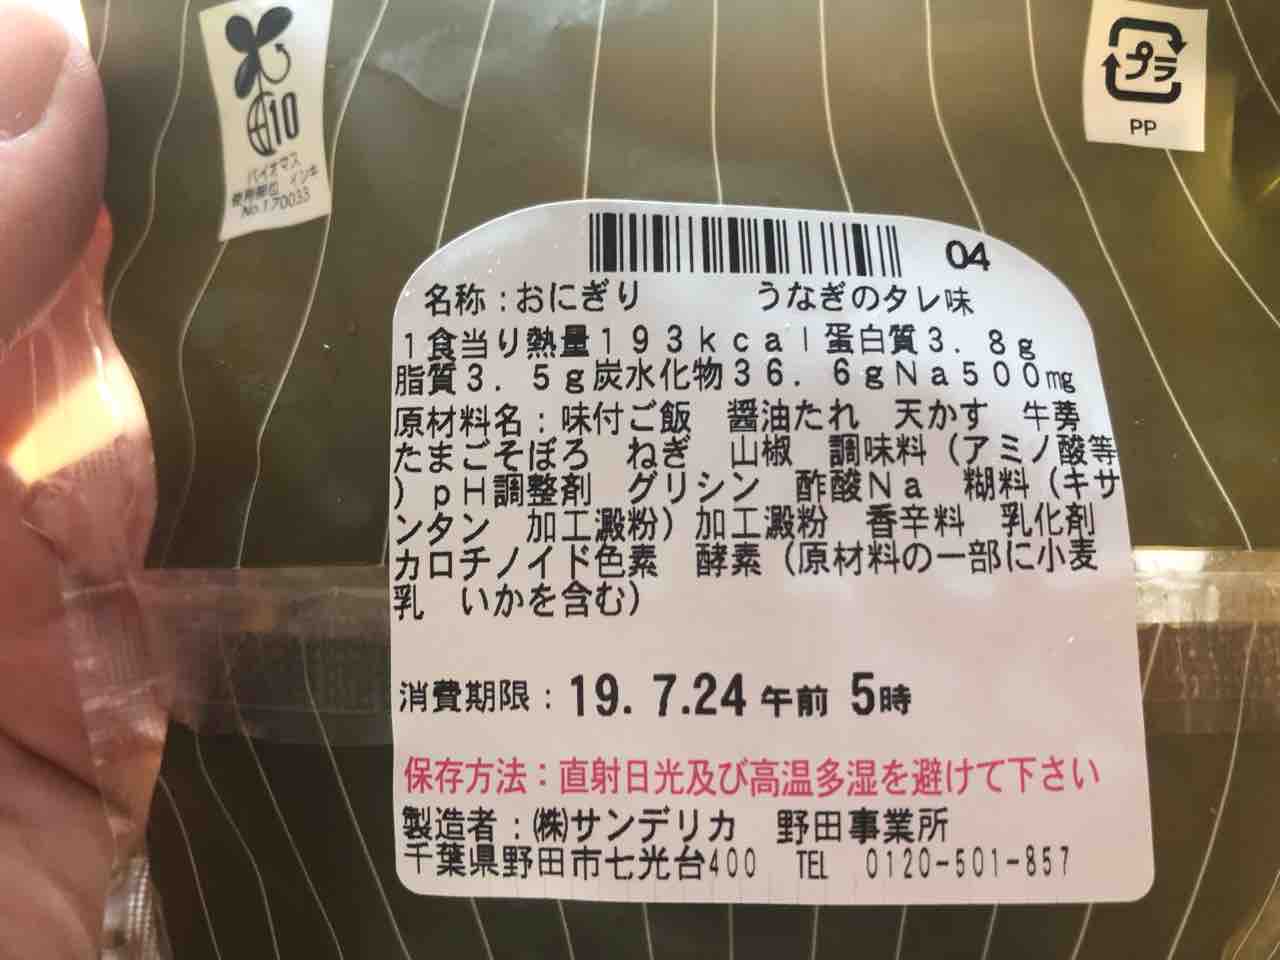 10
バイオマス
使用部位 インキ
No.170033
プラ
PP
04
名称:おにぎり うなぎのタレ味
1食当り熱量193kcal蛋白質3.8g
脂質3.5g炭水化物36.6gNa500mg
原材料名:味付ご飯 醤油たれ 天かす 牛蒡
たまごそぼろ ねぎ 山椒 調味料(アミノ酸等
)pH調整剤 グリシン 酢酸Na 糊料(キサ
ンタン 加工澱粉)加工澱粉 香辛料 乳化剤
カロチノイド色素 酵素(原材料の一部に小麦
乳 いかを含む)
消費期限:19.7.24午前5時
保存方法:直射日光及び高温多湿を避けて下さい
製造者:㈱サンデリカ 野田事業所
千葉県野田市七光台400 TEL 0120-501-857